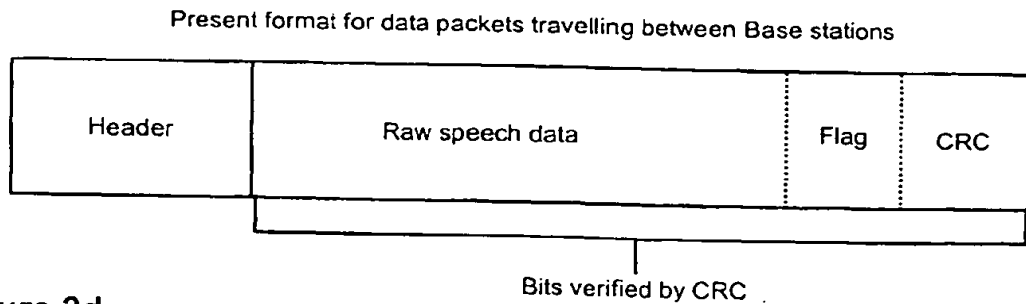 Present format for data packets travelling between Base stations
Header
Raw speech data
Flag
CRC
Bits verified by CRC